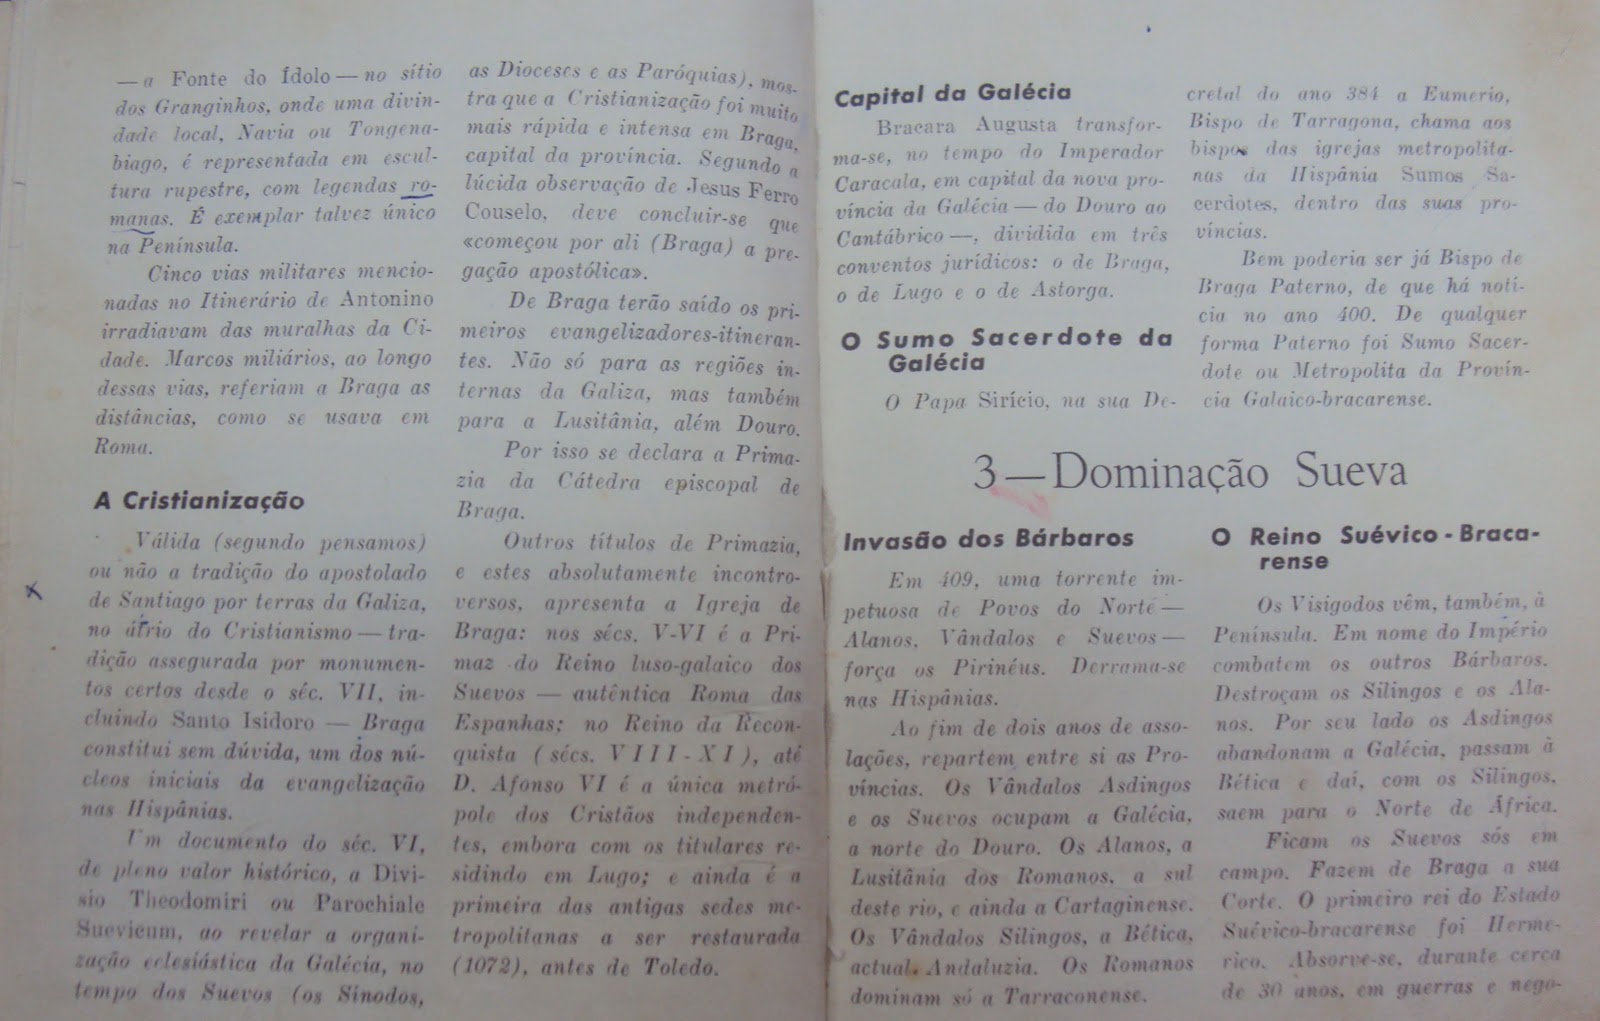 — a Fonte do Ídolo — no sítio
dos Granginhos, onde uma divin-
dade local, Navia ou Tongena-
biago, é representada em escul-
tura rupestre, com legendas ro-
manas. É exemplar talvez único
na Península.
Cinco vias militares mencio-
nadas no Itinerário de Antonino
irradiavam das muralhas da Ci-
dade. Marcos miliários, ao longo
dessas vias, referiam a Braga as
distâncias, como se usava em
Roma.
A Cristianização
Válida (segundo pensamos)
ou não a tradição do apostolado
de Santiago por terras da Galiza,
no átrio do Cristianismo — tra-
dição assegurada por monumen-
tos certos desde o séc. VII, in-
cluindo Santo Isidoro — Braga
constitui sem dúvida, um dos nú-
cleos iniciais da evangelização
nas Hispânias.
Um documento do séc. VI,
de pleno valor histórico, a Divi-
sio Theodomiri ou Parochiale
Suevicum, ao revelar a organi-
zação eclesiástica da Galécia, no
tempo dos Suevos (os Sínodos,
as Dioceses e as Paróquias), mos-
tra que a Cristianização foi muito
mais rápida e intensa em Braga,
capital da província. Segundo a
lúcida observação de Jesus Ferro
Couselo, deve concluir-se que
«começou por ali (Braga) a pre-
gação apostólica».
De Braga terão saído os pri-
meiros evangelizadores-itineran-
tes. Não só para as regiões in-
ternas da Galiza, mas também
para a Lusitânia, além Douro.
Por isso se declara a Prima-
zia da Cátedra episcopal de
Braga.
Outros títulos de Primazia,
e estes absolutamente incontro-
versos, apresenta a Igreja de
Braga: nos sécs. V-VI é a Pri-
maz do Reino luso-galaico dos
Suevos — autêntica Roma das
Espanhas; no Reino da Recon-
quista (sécs. VIII-XI), até
D. Afonso VI é a única metró-
pole dos Cristãos independen-
tes, embora com os titulares re-
sidindo em Lugo; e ainda é a
primeira das antigas sedes me-
tropolitanas a ser restaurada
(1072), antes de Toledo.
Capital da Galécia
Bracara Augusta transfor-
ma-se, no tempo do Imperador
Caracala, em capital da nova pro-
víncia da Galécia — do Douro ao
Cantábrico —, dividida em três
conventos jurídicos: o de Braga,
o de Lugo e o de Astorga.
O Sumo Sacerdote da
Galécia
O Papa Sirício, na sua De-
cretal do ano 384 a Eumerio,
Bispo de Tarragona, chama aos
bispos das igrejas metropolita-
nas da Hispânia Sumos Sa-
cerdotes, dentro das suas pro-
víncias.
Bem poderia ser já Bispo de
Braga Paterno, de que há notí-
cia no ano 400. De qualquer
forma Paterno foi Sumo Sacer-
dote ou Metropolita da Provín-
cia Galaico-bracarense.
3 — Dominação Sueva
Invasão dos Bárbaros
Em 409, uma torrente im-
petuosa de Povos do Norte —
Alanos, Vândalos e Suevos —
força os Pirinéus. Derrama-se
nas Hispânias.
Ao fim de dois anos de asso-
lações, repartem entre si as Pro-
víncias. Os Vândalos Asdingos
e os Suevos ocupam a Galécia,
a norte do Douro. Os Alanos, a
Lusitânia dos Romanos, a sul
deste rio, e ainda a Cartaginense.
Os Vândalos Silingos, a Bética,
actual Andaluzia. Os Romanos
dominam só a Tarraconense.
O Reino Suévico-Braca-
rense
Os Visigodos vêm, também, à
Península. Em nome do Império
combatem os outros Bárbaros.
Destroçam os Silingos e os Ala-
nos. Por seu lado os Asdingos
abandonam a Galécia, passam à
Bética e daí, com os Silingos,
saem para o Norte de África.
Ficam os Suevos sós em
campo. Fazem de Braga a sua
Corte. O primeiro rei do Estado
Suévico-bracarense foi Herme-
rico. Absorve-se, durante cerca
de 30 anos, em guerras e nego-